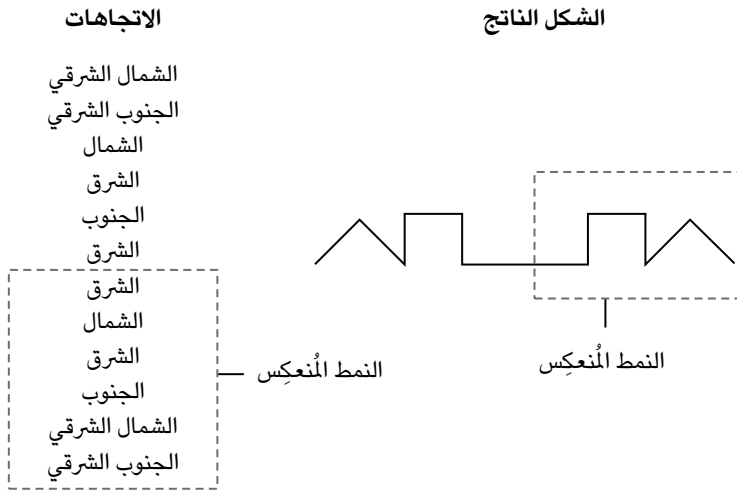 الاتجاهات
الشمال الشرقي
الجنوب الشرقي
الشمال
الشرق
الجنوب
الشرق
الشرق
الشمال
الشرق
الجنوب
الشمال الشرقي
الجنوب الشرقي
النمط المُنعكِس
الشكل الناتج
النمط المُنعكِس